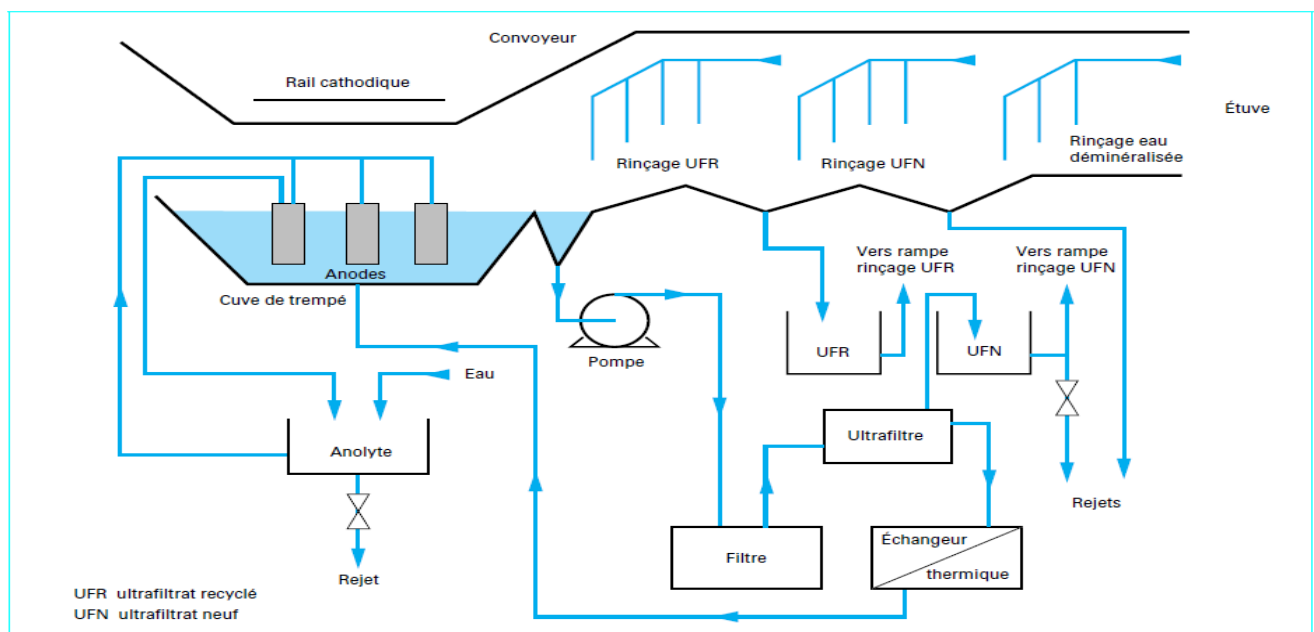 Convoyeur
Rail cathodique
Étuve
Rinçage UFR
Rinçage UFN
Rinçage eau
déminéralisée
Anodes
Cuve de trempé
Vers rampe
rinçage UFR
Vers rampe
rinçage UFN
Pompe
UFR
UFN
Eau
Anolyte
Ultrafiltre
Rejets
Filtre
Échangeur
thermique
Rejet
UFR ultrafiltrat recyclé
UFN ultrafiltrat neuf